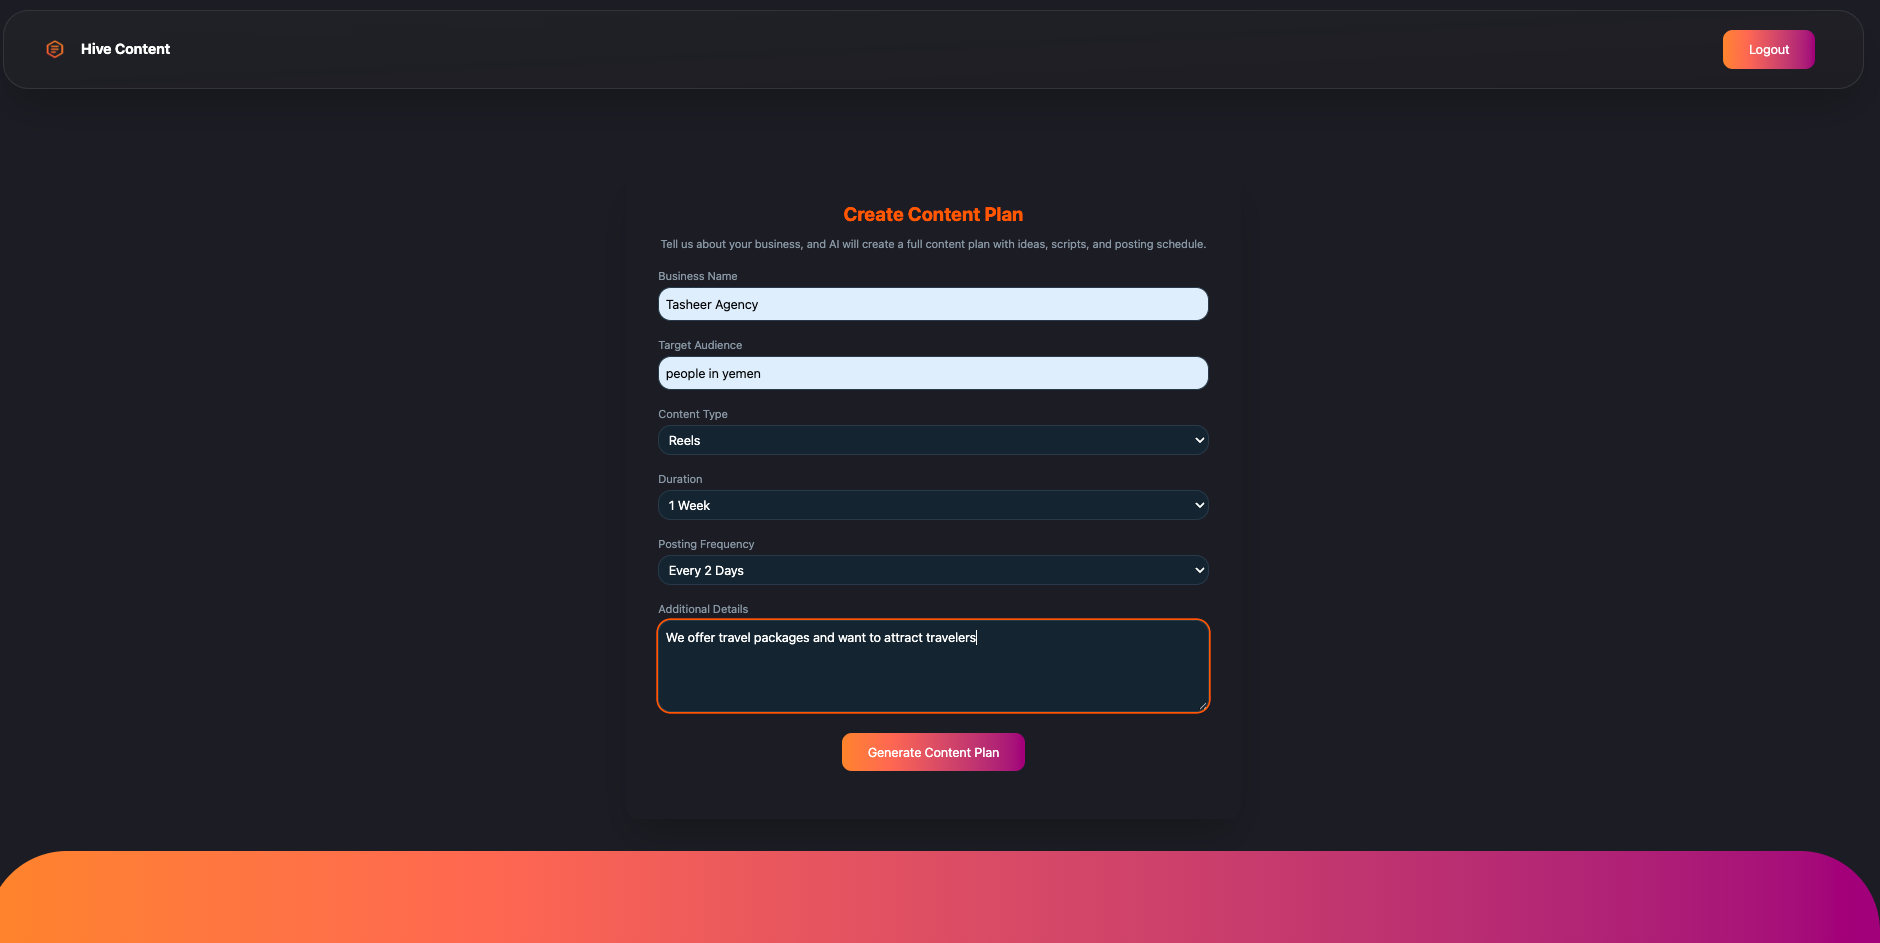 Hive Content
Logout
Create Content Plan
Tell us about your business, and AI will create a full content plan with ideas, scripts, and posting schedule.
Business Name
Tasheer Agency
Target Audience
people in yemen
Content Type
Reels
Duration
1 Week
Posting Frequency
Every 2 Days
Additional Details
We offer travel packages and want to attract travelers
Generate Content Plan